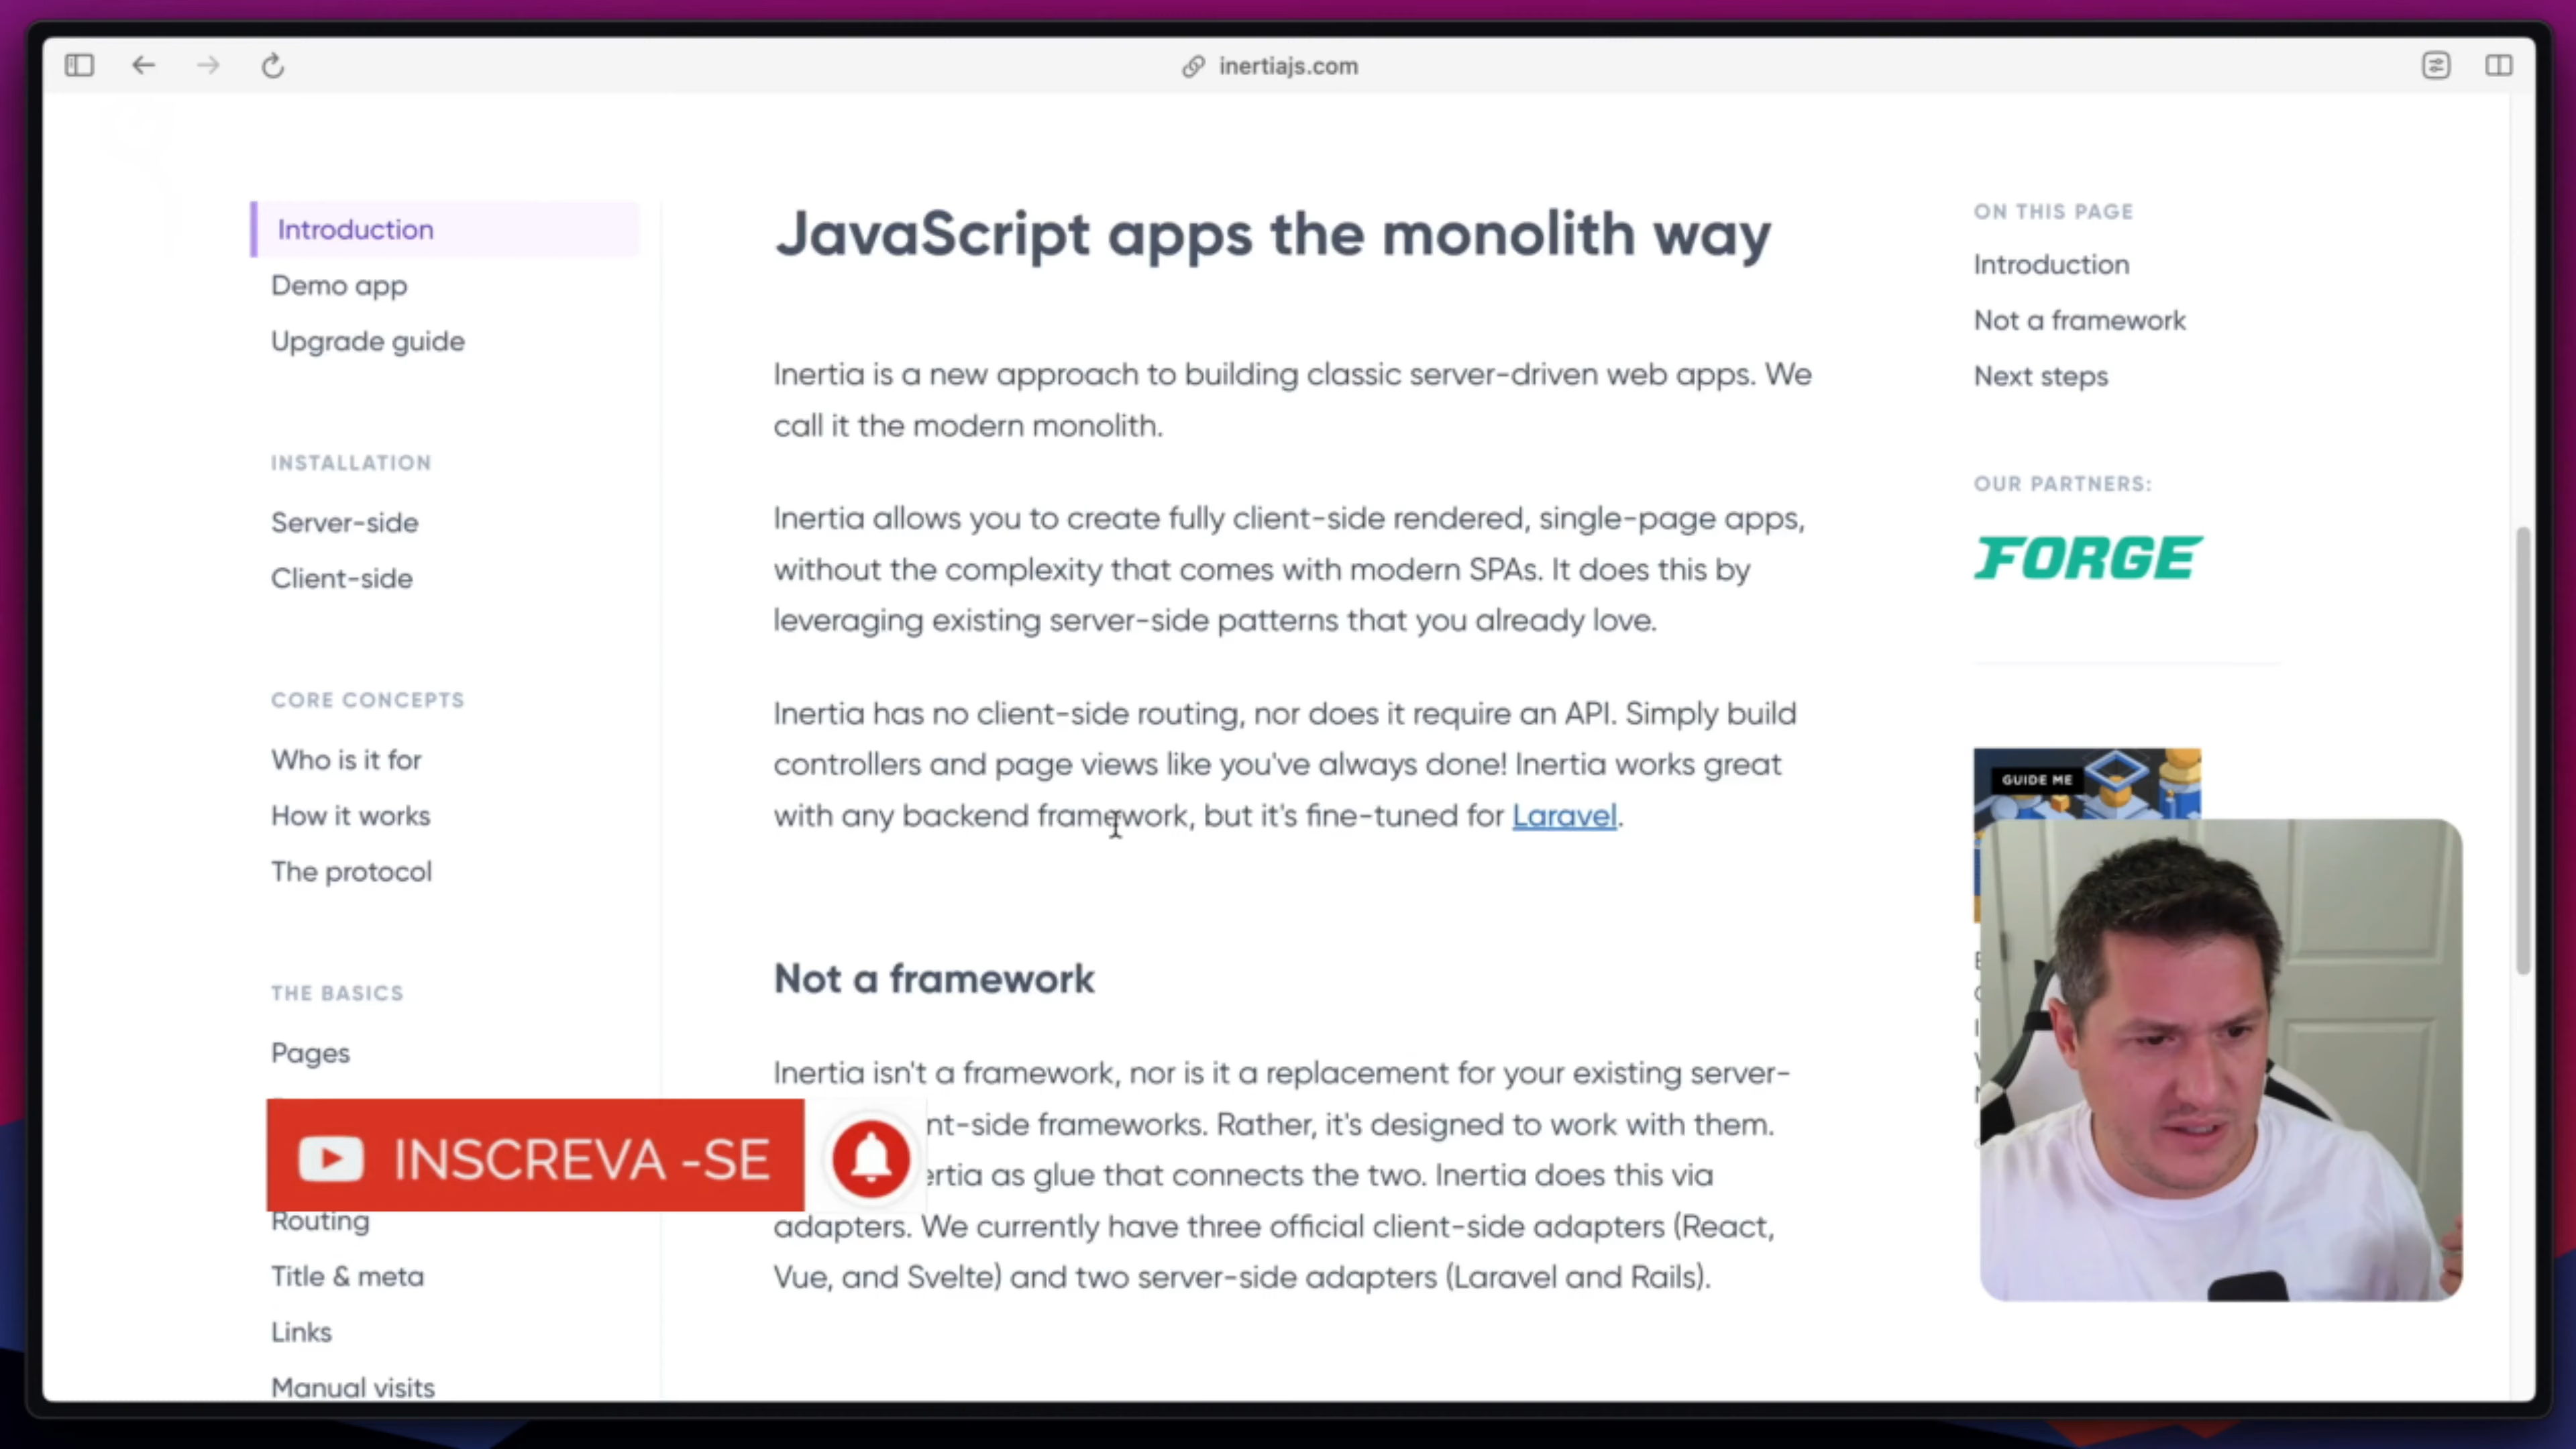 inertiajs.com
Introduction
Demo app
Upgrade guide
INSTALLATION
Server-side
Client-side
CORE CONCEPTS
Who is it for
How it works
The protocol
THE BASICS
Pages
Routing
Title & meta
Links
Manual visits
JavaScript apps the monolith way
Inertia is a new approach to building classic server-driven web apps. We
call it the modern monolith.
Inertia allows you to create fully client-side rendered, single-page apps,
without the complexity that comes with modern SPAs. It does this by
leveraging existing server-side patterns that you already love.
Inertia has no client-side routing, nor does it require an API. Simply build
controllers and page views like you've always done! Inertia works great
with any backend framework, but it's fine-tuned for Laravel.
Not a framework
Inertia isn't a framework, nor is it a replacement for your existing server-
nt-side frameworks. Rather, it's designed to work with them.
ertia as glue that connects the two. Inertia does this via
adapters. We currently have three official client-side adapters (React,
Vue, and Svelte) and two server-side adapters (Laravel and Rails).
INSCREVA -SE
ON THIS PAGE
Introduction
Not a framework
Next steps
OUR PARTNERS:
FORGE
GUIDE ME